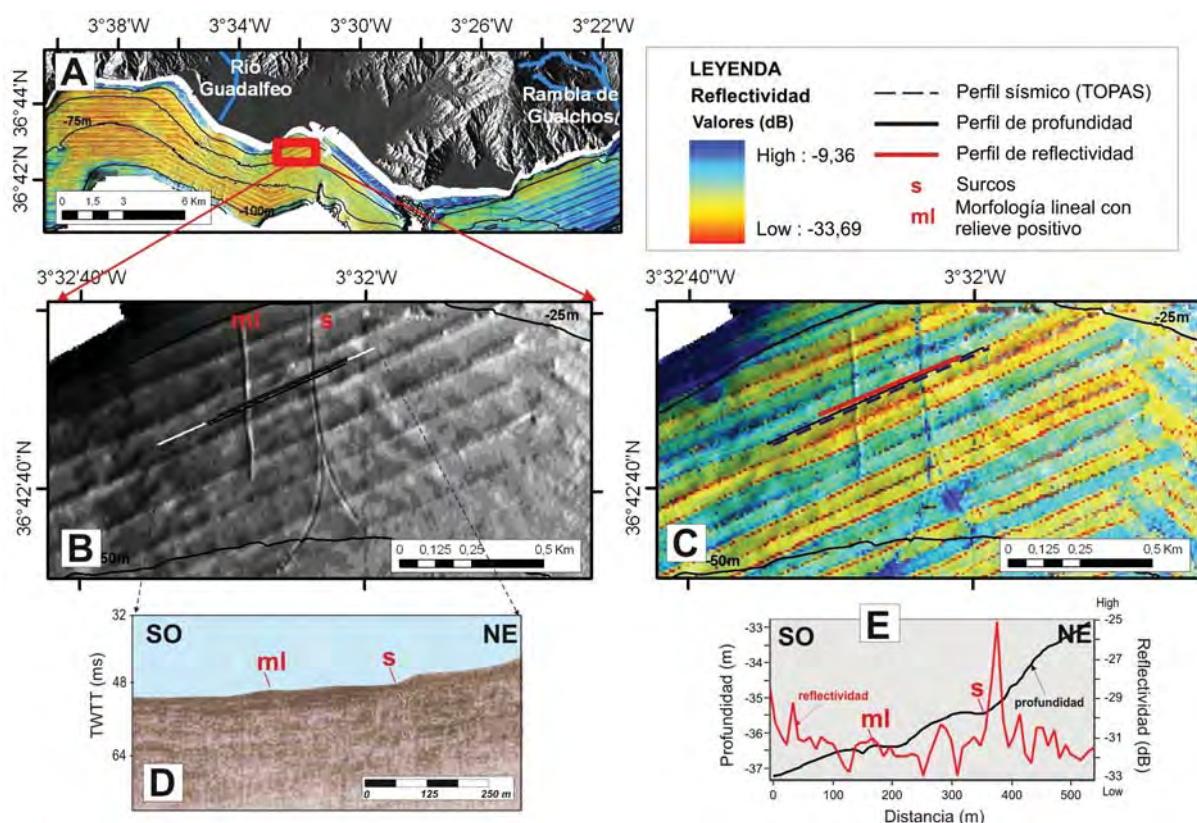 3°38'W 3°34'W 3°30'W 3°26'W 3°22'W
36°44'N
36°42'N
A
Río
Guadalfeo
Rambla de
Gualchos
-75m
-100m
0 1,5 3 6 Km
LEYENDA
Reflectividad
Valores (dB)
High : -9,36
Low : -33,69
Perfil sísmico (TOPAS)
Perfil de profundidad
Perfil de reflectividad
s Surcos
ml Morfología lineal con
relieve positivo
3°32'40"W 3°32'W
36°42'40"N
ml s
-25m
B
-50m
0 0,125 0,25 0,5 Km
3°32'40"W 3°32'W
36°42'40"N
-25m
C
-50m
0 0,125 0,25 0,5 Km
TWTT (ms)
32
48
64
SO NE
ml s
D
0 125 250 m
E
SO NE
High
Low
Profundidad (m)
-33
-34
-35
-36
-37
Reflectividad (dB)
-25
-27
-29
-31
-33
reflectividad
ml
s
profundidad
0 100 200 300 400 500
Distancia (m)